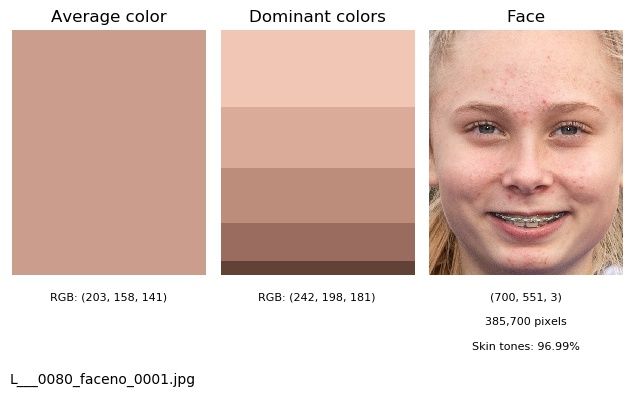 Average color
Dominant colors
Face
RGB: (203, 158, 141)
RGB: (242, 198, 181)
(700, 551, 3)
385,700 pixels
Skin tones: 96.99%
L___0080_faceno_0001.jpg